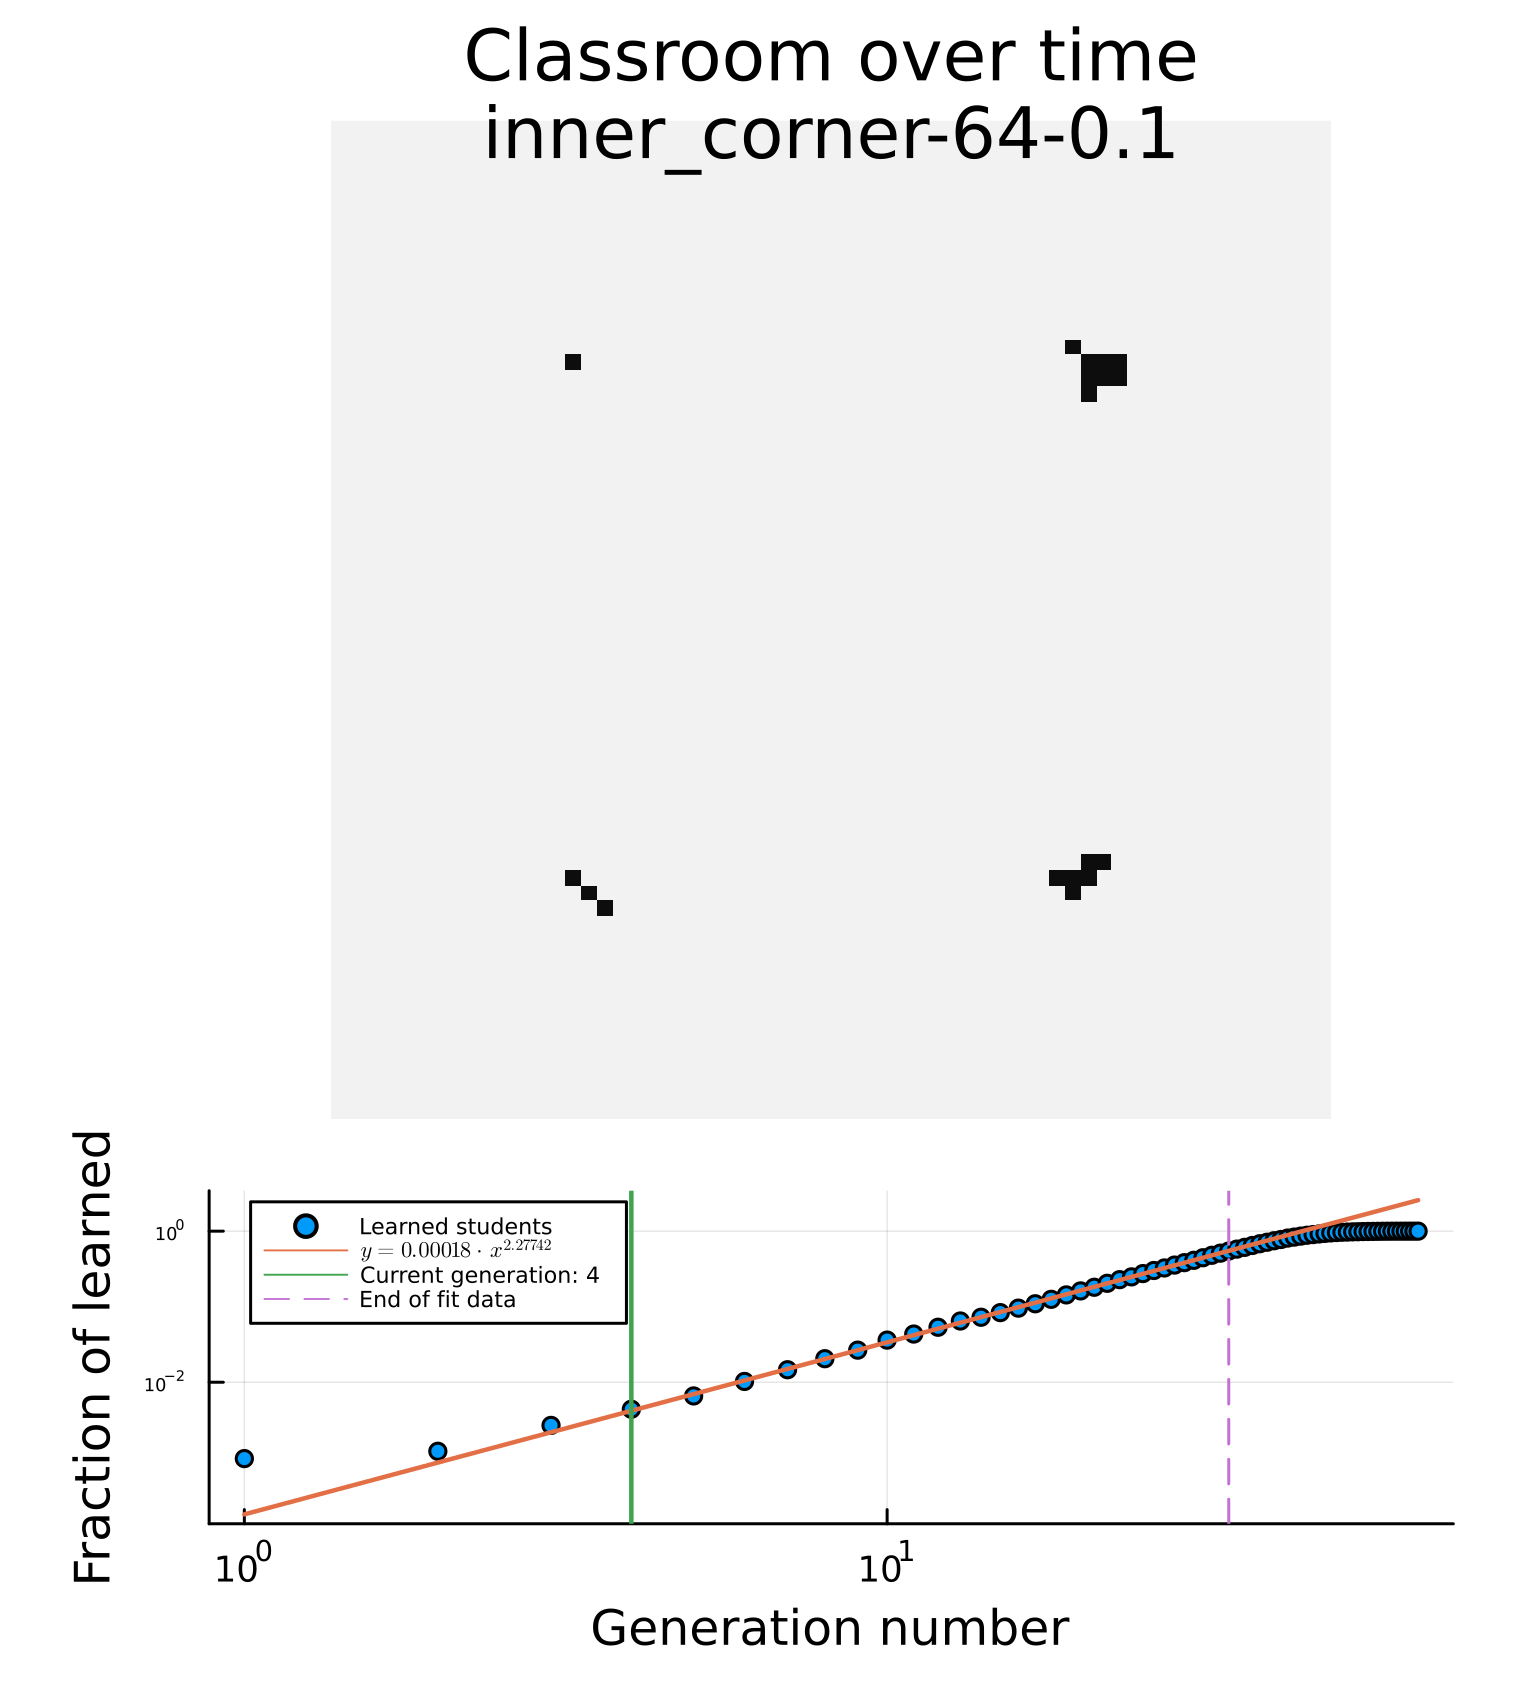 Classroom over time
inner_corner-64-0.1
Fraction of learned
10^0
10^-2
Learned students
y = 0.00018 · x^2.27742
Current generation: 4
End of fit data
10^0
10^1
Generation number